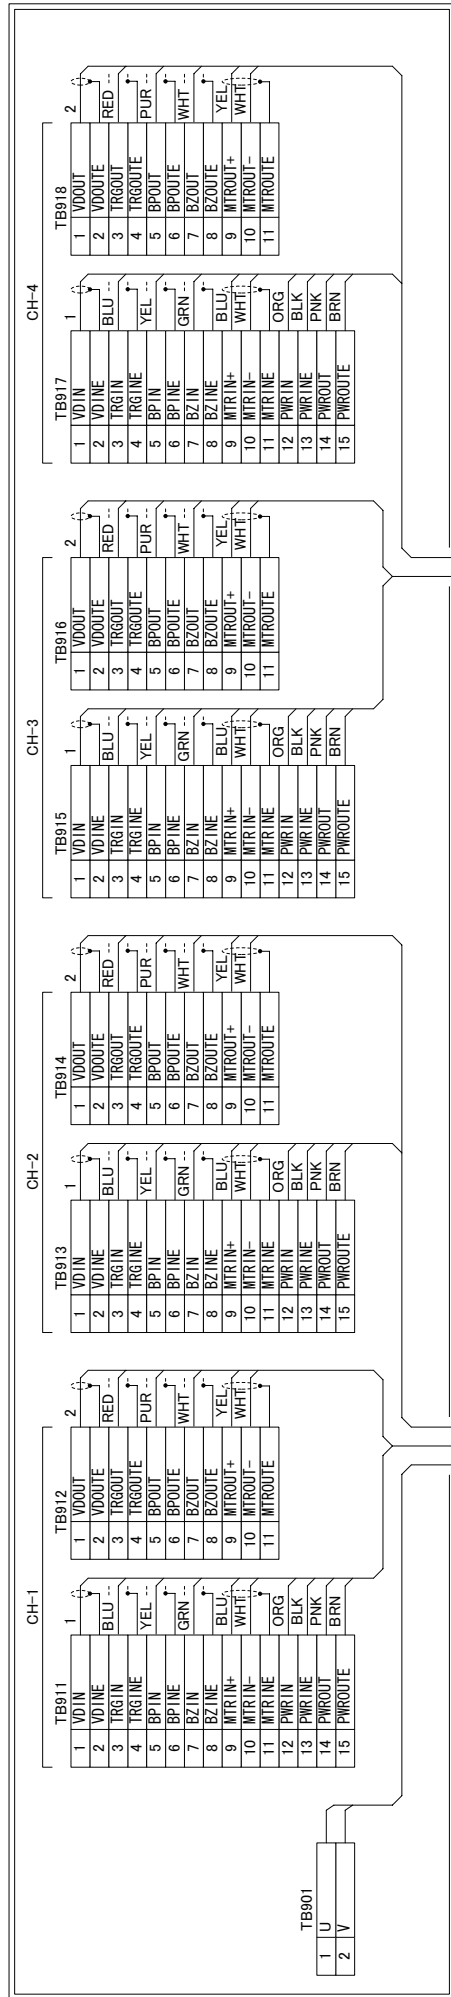 TB901
1 U
2 V
CH-1
TB911
1 VDIN
2 VDINE
3 TRGIN
4 TRGINE
5 BPIN
6 BPINE
7 BZIN
8 BZINE
9 MTRIN+
10 MTRIN-
11 MTRINE
12 PWRIN
13 PWRINE
14 PWROUT
15 PWROUTE
1
BLU
YEL
GRN
BLU
WHT
ORG
BLK
PNK
BRN
TB912
1 VDOUT
2 VDOUTE
3 TRGOUT
4 TRGOUTE
5 BPOUT
6 BPOUTE
7 BZOUT
8 BZOUTE
9 MTROUT+
10 MTROUT-
11 MTROUTE
2
RED
PUR
WHT
YEL
WHT
CH-2
TB913
1 VDIN
2 VDINE
3 TRGIN
4 TRGINE
5 BPIN
6 BPINE
7 BZIN
8 BZINE
9 MTRIN+
10 MTRIN-
11 MTRINE
12 PWRIN
13 PWRINE
14 PWROUT
15 PWROUTE
1
BLU
YEL
GRN
BLU
WHT
ORG
BLK
PNK
BRN
TB914
1 VDOUT
2 VDOUTE
3 TRGOUT
4 TRGOUTE
5 BPOUT
6 BPOUTE
7 BZOUT
8 BZOUTE
9 MTROUT+
10 MTROUT-
11 MTROUTE
2
RED
PUR
WHT
YEL
WHT
CH-3
TB915
1 VDIN
2 VDINE
3 TRGIN
4 TRGINE
5 BPIN
6 BPINE
7 BZIN
8 BZINE
9 MTRIN+
10 MTRIN-
11 MTRINE
12 PWRIN
13 PWRINE
14 PWROUT
15 PWROUTE
1
BLU
YEL
GRN
BLU
WHT
ORG
BLK
PNK
BRN
TB916
1 VDOUT
2 VDOUTE
3 TRGOUT
4 TRGOUTE
5 BPOUT
6 BPOUTE
7 BZOUT
8 BZOUTE
9 MTROUT+
10 MTROUT-
11 MTROUTE
2
RED
PUR
WHT
YEL
WHT
CH-4
TB917
1 VDIN
2 VDINE
3 TRGIN
4 TRGINE
5 BPIN
6 BPINE
7 BZIN
8 BZINE
9 MTRIN+
10 MTRIN-
11 MTRINE
12 PWRIN
13 PWRINE
14 PWROUT
15 PWROUTE
1
BLU
YEL
GRN
BLU
WHT
ORG
BLK
PNK
BRN
TB918
1 VDOUT
2 VDOUTE
3 TRGOUT
4 TRGOUTE
5 BPOUT
6 BPOUTE
7 BZOUT
8 BZOUTE
9 MTROUT+
10 MTROUT-
11 MTROUTE
2
RED
PUR
WHT
YEL
WHT